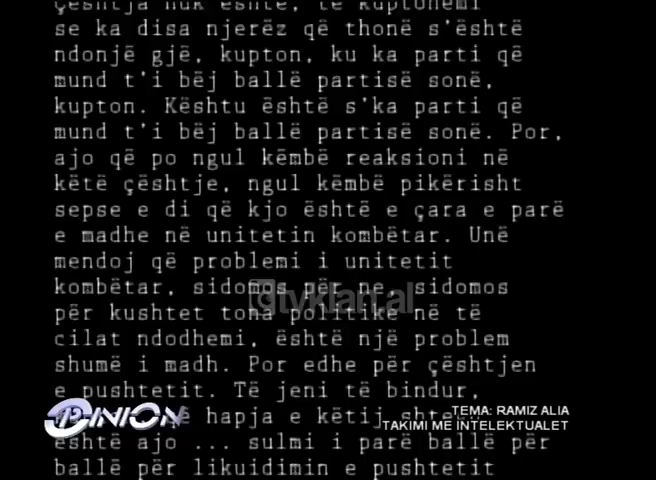 çështja nuk është, të kuptohemi
se ka disa njerëz që thonë s'është
ndonjë gjë, kupton, ku ka parti që
mund t'i bëj ballë partisë sonë,
kupton. Kështu është s'ka parti që
mund t'i bëj ballë partisë sonë. Por,
ajo që po ngul këmbë reaksioni në
këtë çështje, ngul këmbë pikërisht
sepse e di që kjo është e çara e parë
e madhe në unitetin kombëtar. Unë
mendoj që problemi i unitetit
kombëtar, sidomos për ne, sidomos
për kushtet tona politike në të
cilat ndodhemi, është një problem
shumë i madh. Por edhe për çështjen
e pushtetit. Të jeni të bindur,
hapja e këtij
është ajo ... sulmi i parë ballë për
ballë për likuidimin e pushtetit
OPINION
TEMA: RAMIZ ALIA
TAKIMI ME INTELEKTUALET